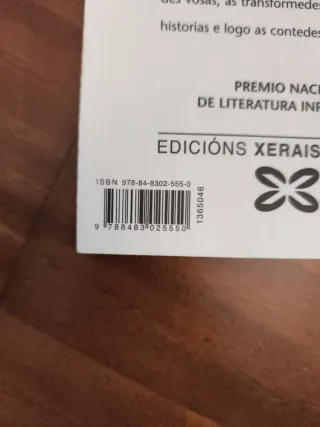 des vosas, as transformedes
historias e logo as contedes
PREMIO NACI
DE LITERATURA INF
EDICIÓNS XERAIS
ISBN 978-84-8302-555-0
1365046
9 788483 025550